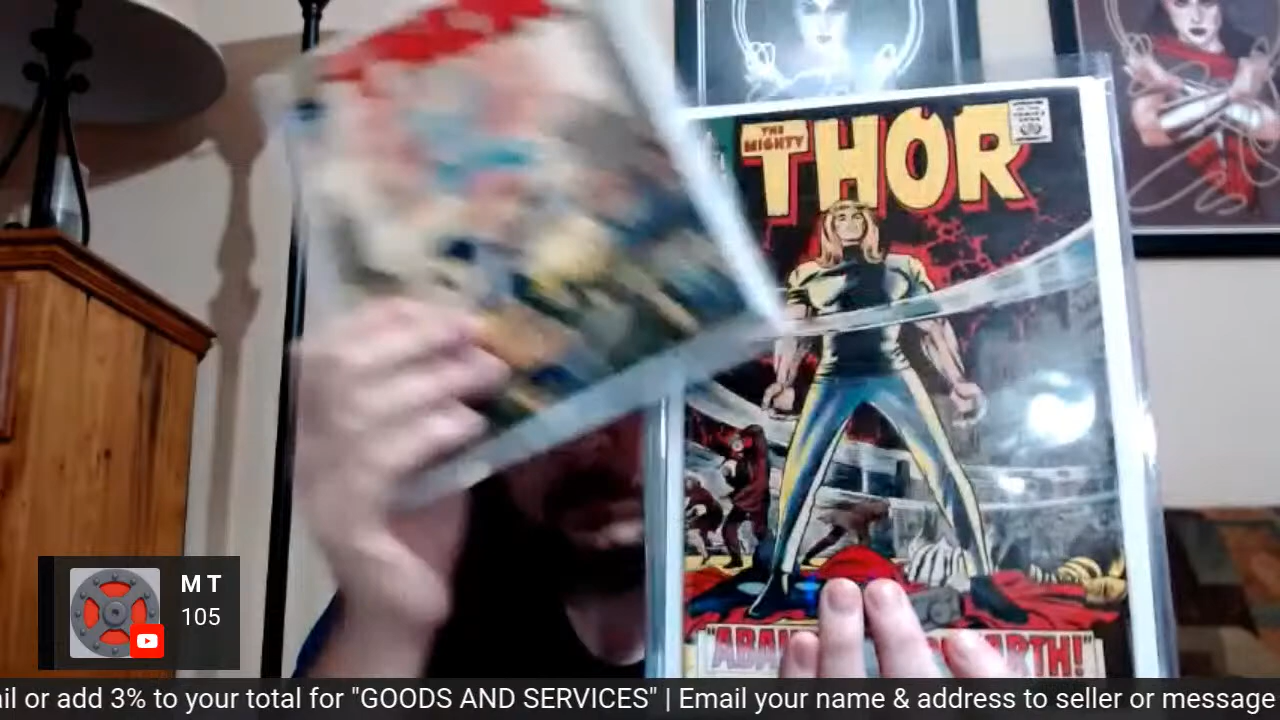 THE
MIGHTY
THOR
M T
105
il or add 3% to your total for "GOODS AND SERVICES" | Email your name & address to seller or message